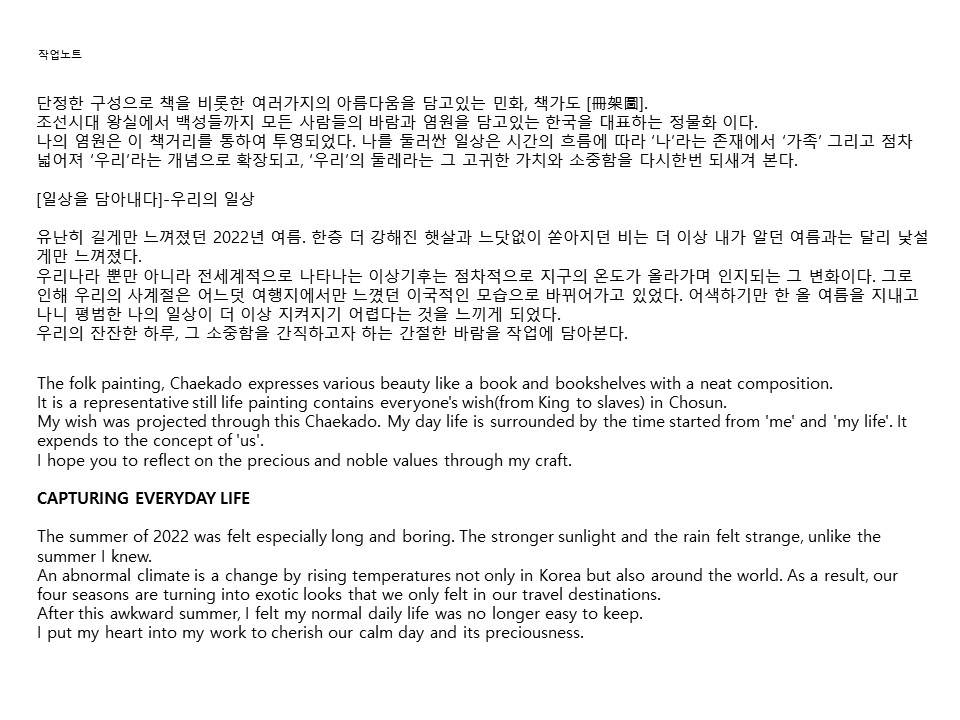 작업노트
단정한 구성으로 책을 비롯한 여러가지의 아름다움을 담고있는 민화, 책가도 [冊架圖].
조선시대 왕실에서 백성들까지 모든 사람들의 바람과 염원을 담고있는 한국을 대표하는 정물화 이다.
나의 염원은 이 책거리를 통하여 투영되었다. 나를 둘러싼 일상은 시간의 흐름에 따라 ‘나’라는 존재에서 ‘가족‘ 그리고 점차
넓어져 ‘우리’라는 개념으로 확장되고, ‘우리’의 둘레라는 그 고귀한 가치와 소중함을 다시한번 되새겨 본다.
[일상을 담아내다]-우리의 일상
유난히 길게만 느껴졌던 2022년 여름. 한층 더 강해진 햇살과 느닷없이 쏟아지던 비는 더 이상 내가 알던 여름과는 달리 낯설
게만 느껴졌다.
우리나라 뿐만 아니라 전세계적으로 나타나는 이상기후는 점차적으로 지구의 온도가 올라가며 인지되는 그 변화이다. 그로
인해 우리의 사계절은 어느덧 여행지에서만 느꼈던 이국적인 모습으로 바뀌어가고 있었다. 어색하기만 한 올 여름을 지내고
나니 평범한 나의 일상이 더 이상 지켜지기 어렵다는 것을 느끼게 되었다.
우리의 잔잔한 하루, 그 소중함을 간직하고자 하는 간절한 바람을 작업에 담아본다.
The folk painting, Chaekado expresses various beauty like a book and bookshelves with a neat composition.
It is a representative still life painting contains everyone's wish(from King to slaves) in Chosun.
My wish was projected through this Chaekado. My day life is surrounded by the time started from 'me' and 'my life'. It
expends to the concept of 'us'.
I hope you to reflect on the precious and noble values through my craft.
CAPTURING EVERYDAY LIFE
The summer of 2022 was felt especially long and boring. The stronger sunlight and the rain felt strange, unlike the
summer I knew.
An abnormal climate is a change by rising temperatures not only in Korea but also around the world. As a result, our
four seasons are turning into exotic looks that we only felt in our travel destinations.
After this awkward summer, I felt my normal daily life was no longer easy to keep.
I put my heart into my work to cherish our calm day and its preciousness.